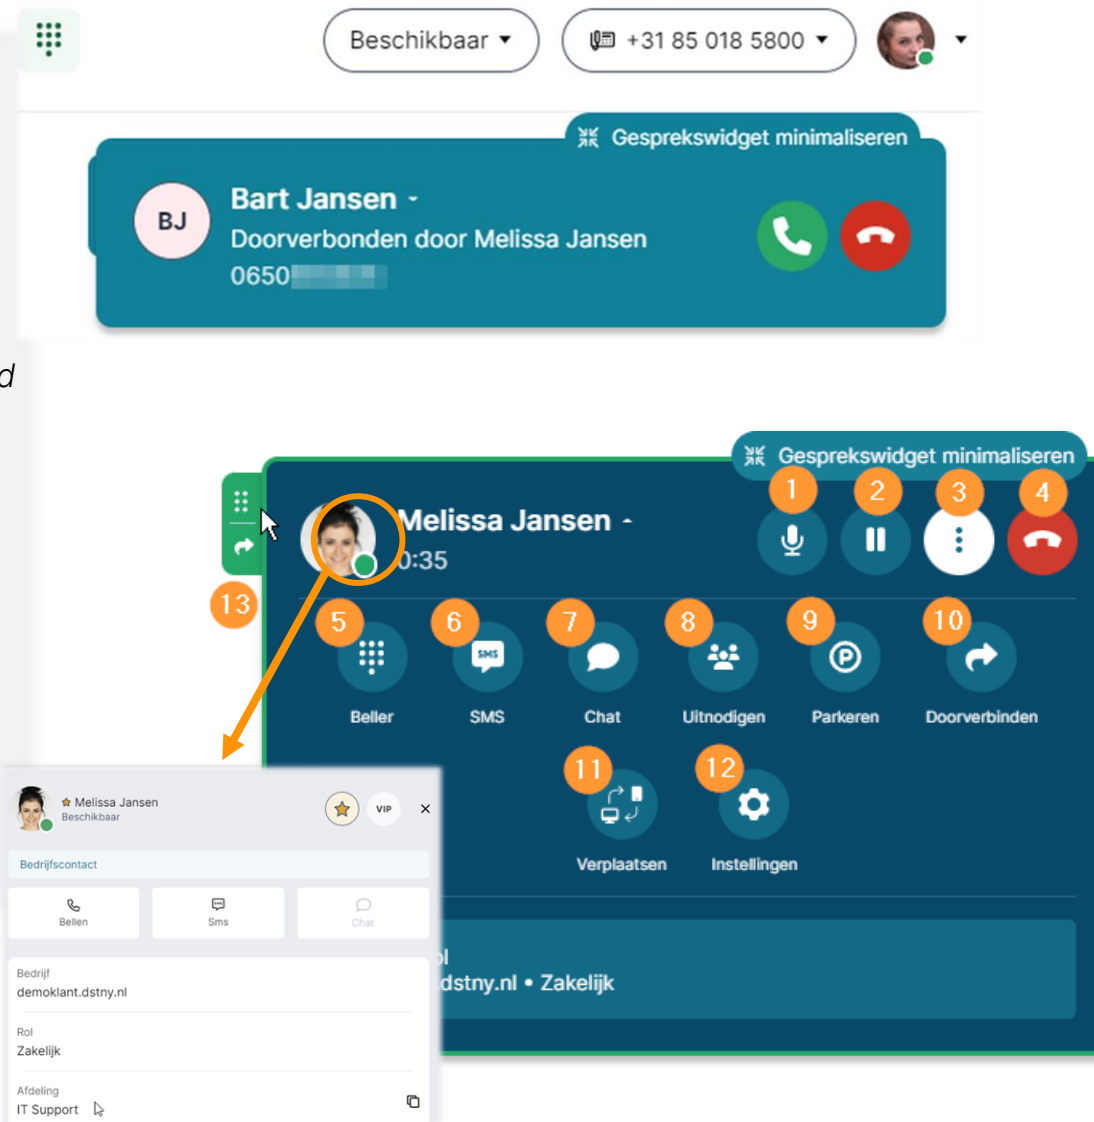 Beschikbaar
+31 85 018 5800
Gesprekswidget minimaliseren
BJ
Bart Jansen
Doorverbonden door Melissa Jansen
0650
d
Gesprekswidget minimaliseren
1
2
3
4
Melissa Jansen
0:35
13
5
6
7
8
9
10
SMS
P
Beller
SMS
Chat
Uitnodigen
Parkeren
Doorverbinden
11
12
Verplaatsen
Instellingen
Melissa Jansen
Beschikbaar
VIP
Bedrijfscontact
Bellen
Sms
Chat
Bedrijf
demoklant.dstny.nl
ol
.dstny.nl • Zakelijk
Rol
Zakelijk
Afdeling
IT Support